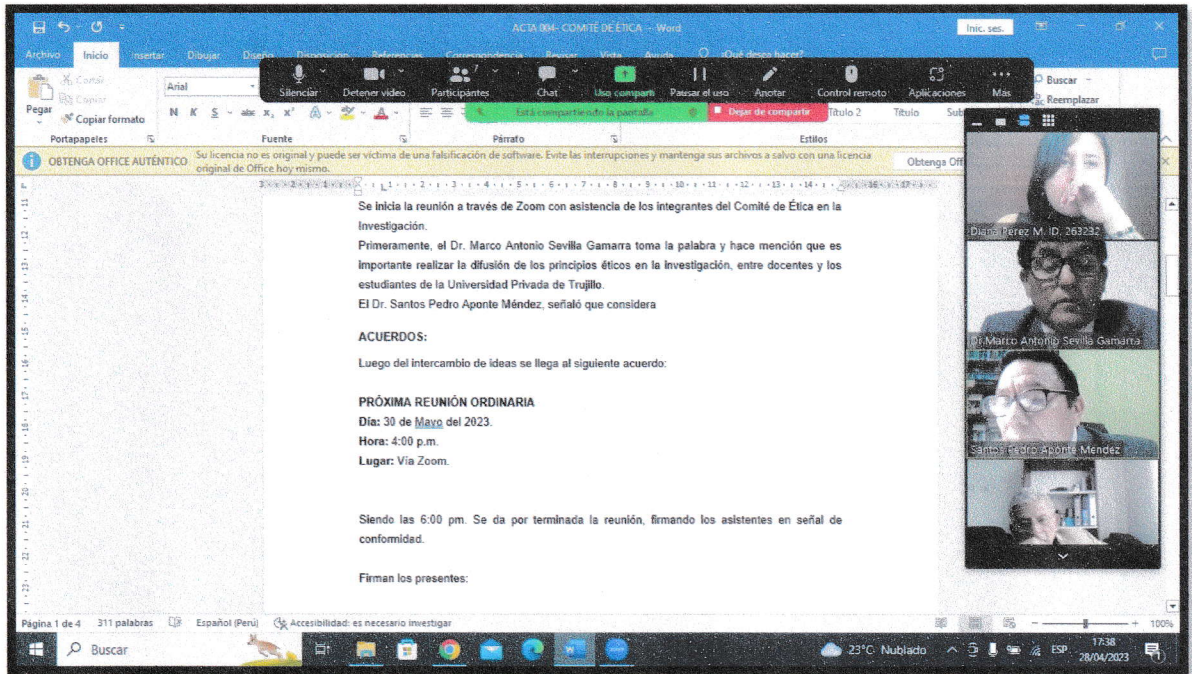 ACTA 004- COMITÉ DE ÉTICA - Word
Inic. ses.
Archivo Inicio Insertar Dibujar Diseño Disposición Referencias Correspondencia Revisar Vista Ayuda ¿Qué desea hacer?
Silenciar Detener video Participantes 7 Chat Uso comparti Pausar el uso Anotar Control remoto Aplicaciones Más
Está compartiendo la pantalla Dejar de compartir
Pegar
Cortar
Copiar
Copiar formato
Arial
N K S abc x, x²
Título 2 Título Sub
Buscar
Reemplazar
Portapapeles Fuente Párrafo Estilos
OBTENGA OFFICE AUTÉNTICO Su licencia no es original y puede ser víctima de una falsificación de software. Evite las interrupciones y mantenga sus archivos a salvo con una licencia
original de Office hoy mismo.
Obtenga Off
Se inicia la reunión a través de Zoom con asistencia de los integrantes del Comité de Ética en la
Investigación.
Primeramente, el Dr. Marco Antonio Sevilla Gamarra toma la palabra y hace mención que es
importante realizar la difusión de los principios éticos en la investigación, entre docentes y los
estudiantes de la Universidad Privada de Trujillo.
El Dr. Santos Pedro Aponte Méndez, señaló que considera
ACUERDOS:
Luego del intercambio de ideas se llega al siguiente acuerdo:
PRÓXIMA REUNIÓN ORDINARIA
Día: 30 de Mayo del 2023.
Hora: 4:00 p.m.
Lugar: Vía Zoom.
Siendo las 6:00 pm. Se da por terminada la reunión, firmando los asistentes en señal de
conformidad.
Firman los presentes:
Diana Perez M. ID. 263232
Dr.Marco Antonio Sevilla Gamarra
Santos Pedro Aponte Mendez
Página 1 de 4 311 palabras Español (Perú) Accesibilidad: es necesario investigar
100%
Buscar
23°C Nublado
ESP
17:38
28/04/2023